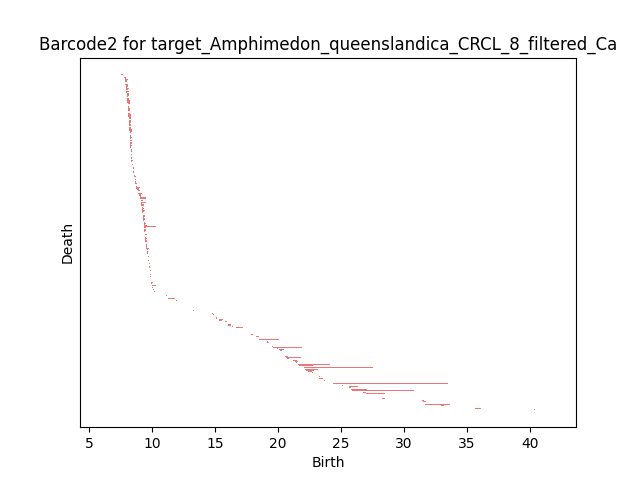 Barcode2 for target_Amphimedon_queenslandica_CRCL_8_filtered_Ca
Death
5 10 15 20 25 30 35 40
Birth